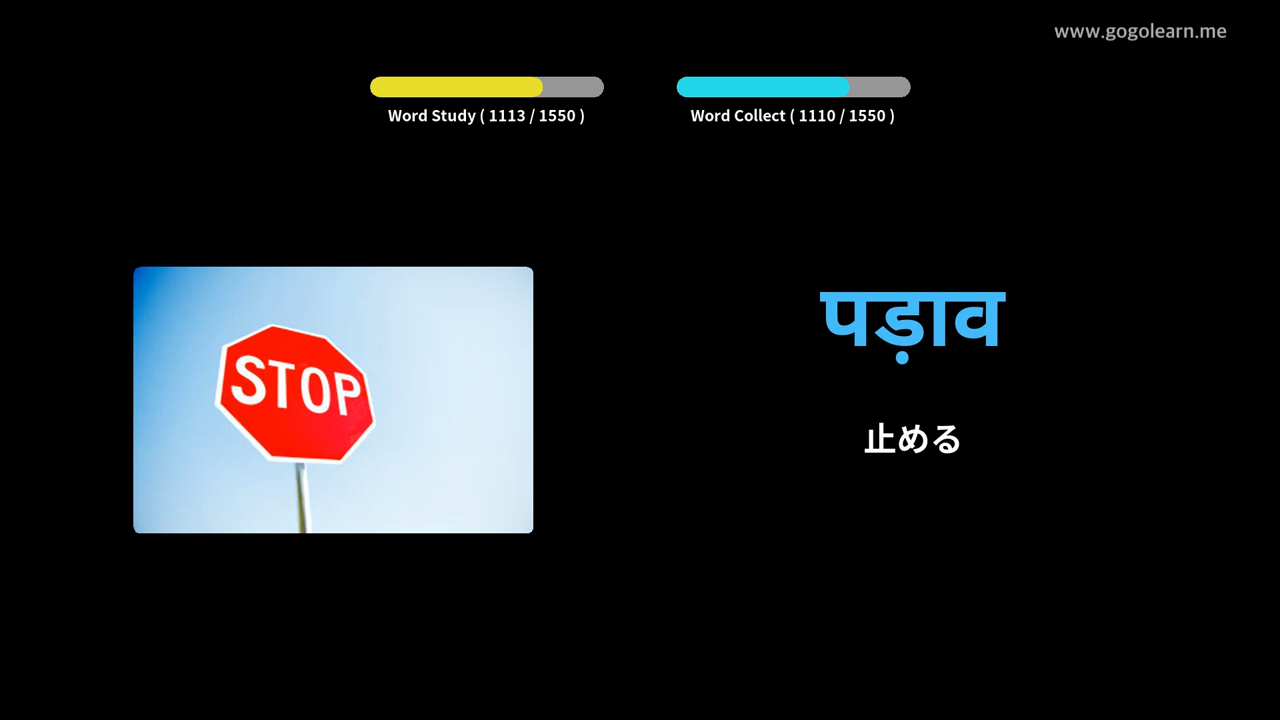 www.gogolearn.me
Word Study ( 1113 / 1550 )
Word Collect ( 1110 / 1550 )
STOP
पड़ाव
止める